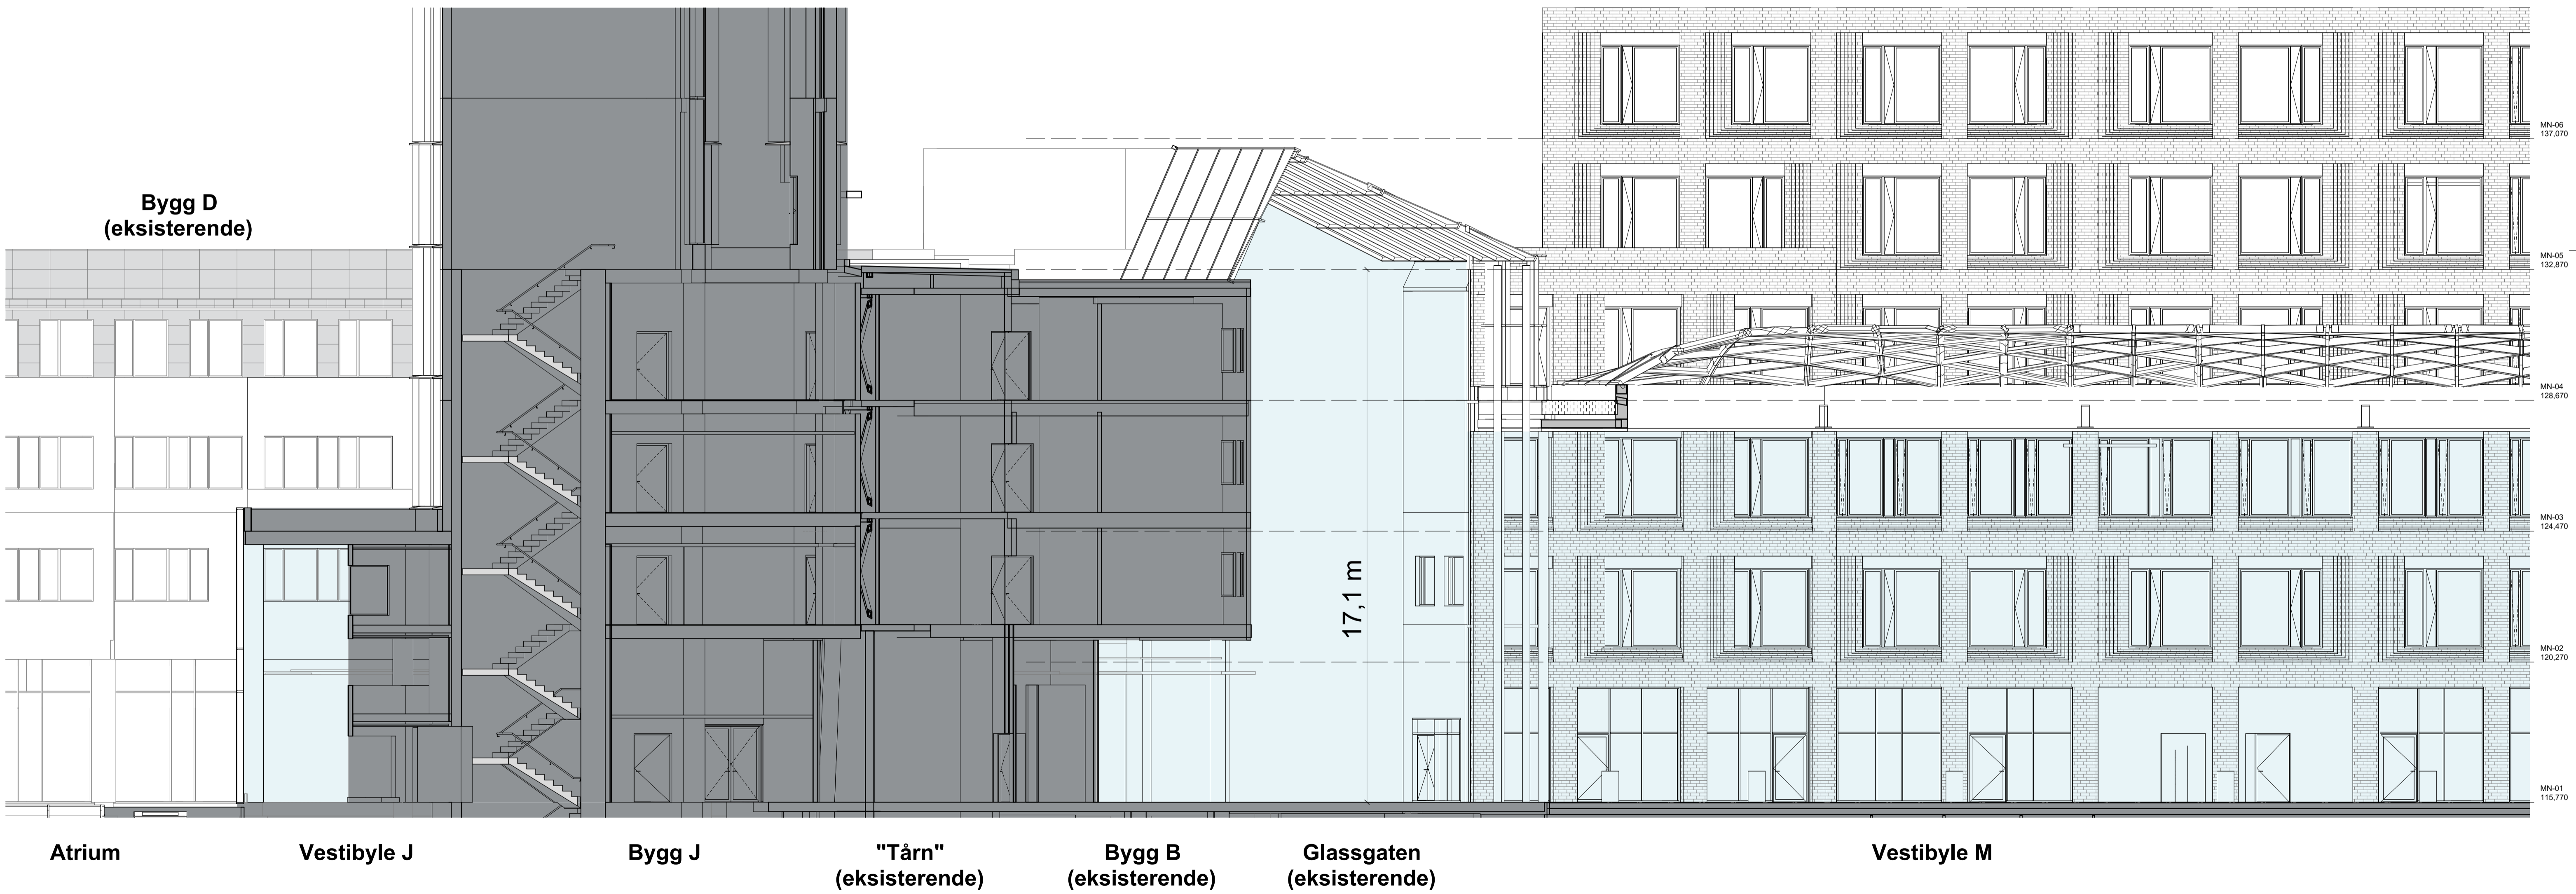 Bygg D
(eksisterende)
MN-06
137,070
MN-05
132,870
MN-04
128,670
MN-03
124,470
17,1 m
MN-02
120,270
MN-01
115,770
Atrium
Vestibyle J
Bygg J
"Tårn"
(eksisterende)
Bygg B
(eksisterende)
Glassgaten
(eksisterende)
Vestibyle M